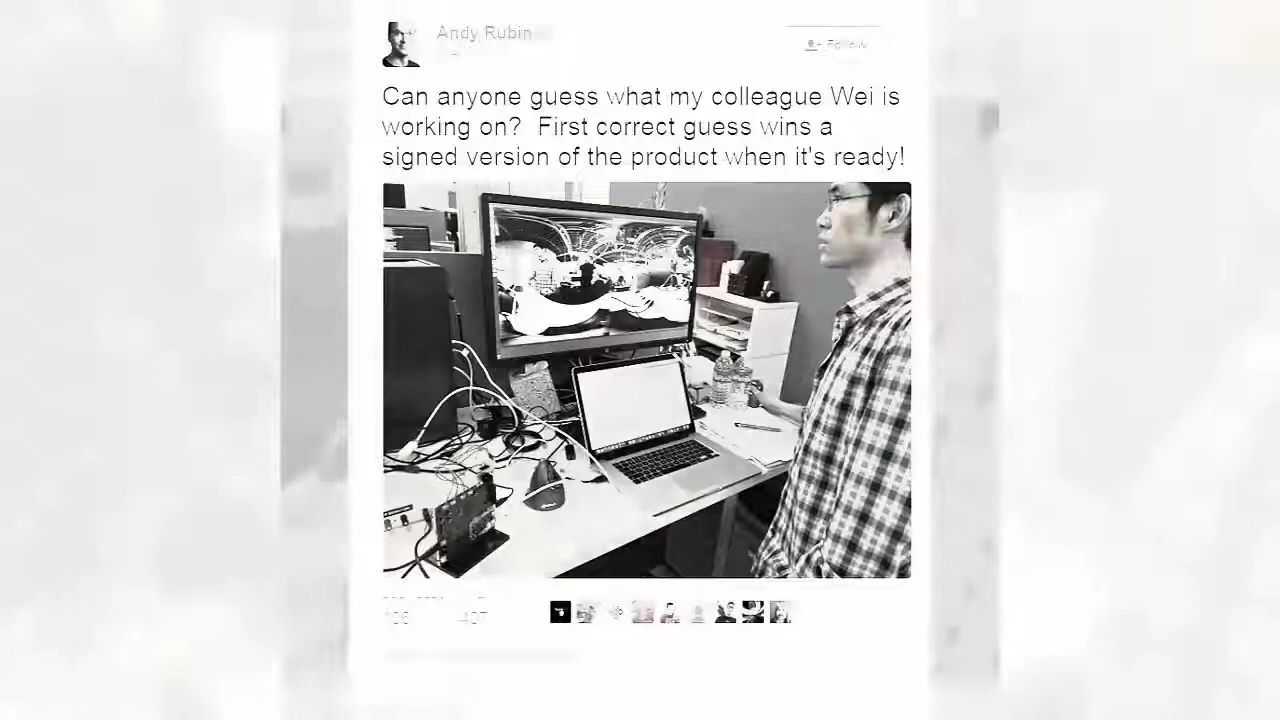 Andy Rubin
Follow
Can anyone guess what my colleague Wei is
working on?  First correct guess wins a
signed version of the product when it's ready!
407